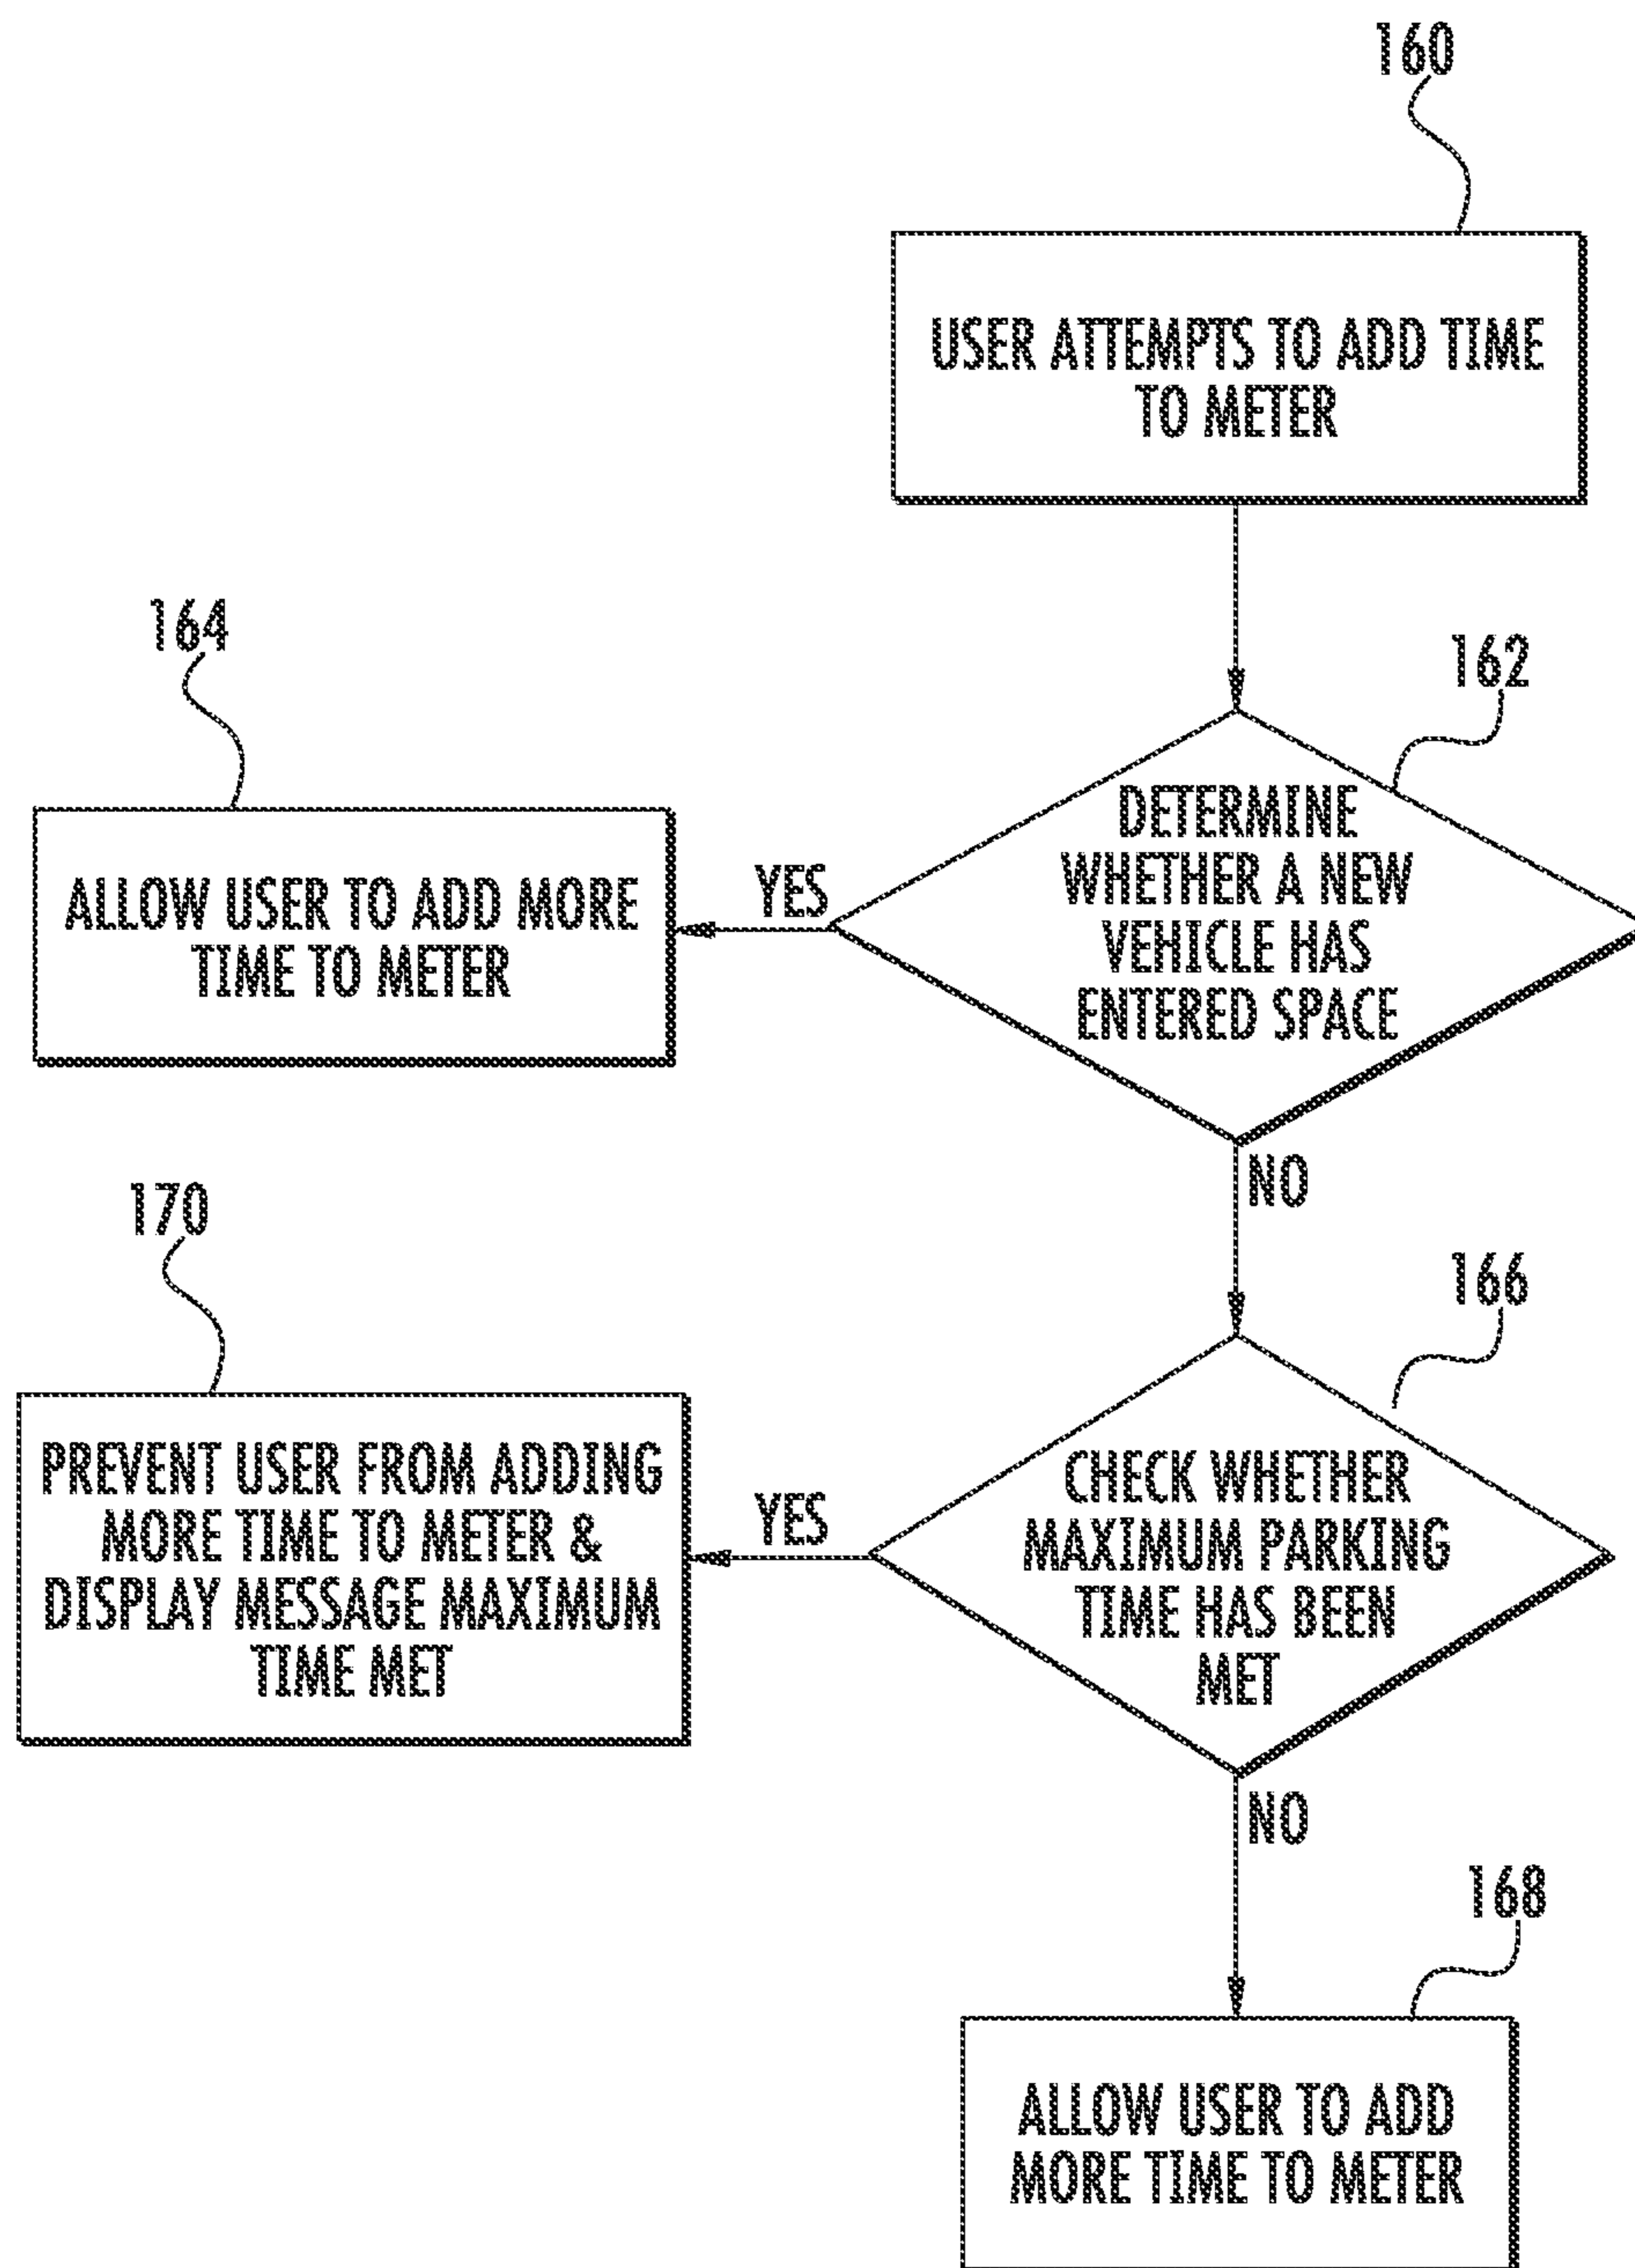 160
USER ATTEMPTS TO ADD TIME
TO METER
164
162
ALLOW USER TO ADD MORE
TIME TO METER
YES
DETERMINE
WHETHER A NEW
VEHICLE HAS
ENTERED SPACE
NO
170
166
PREVENT USER FROM ADDING
MORE TIME TO METER &
DISPLAY MESSAGE MAXIMUM
TIME MET
YES
CHECK WHETHER
MAXIMUM PARKING
TIME HAS BEEN
MET
NO
168
ALLOW USER TO ADD
MORE TIME TO METER